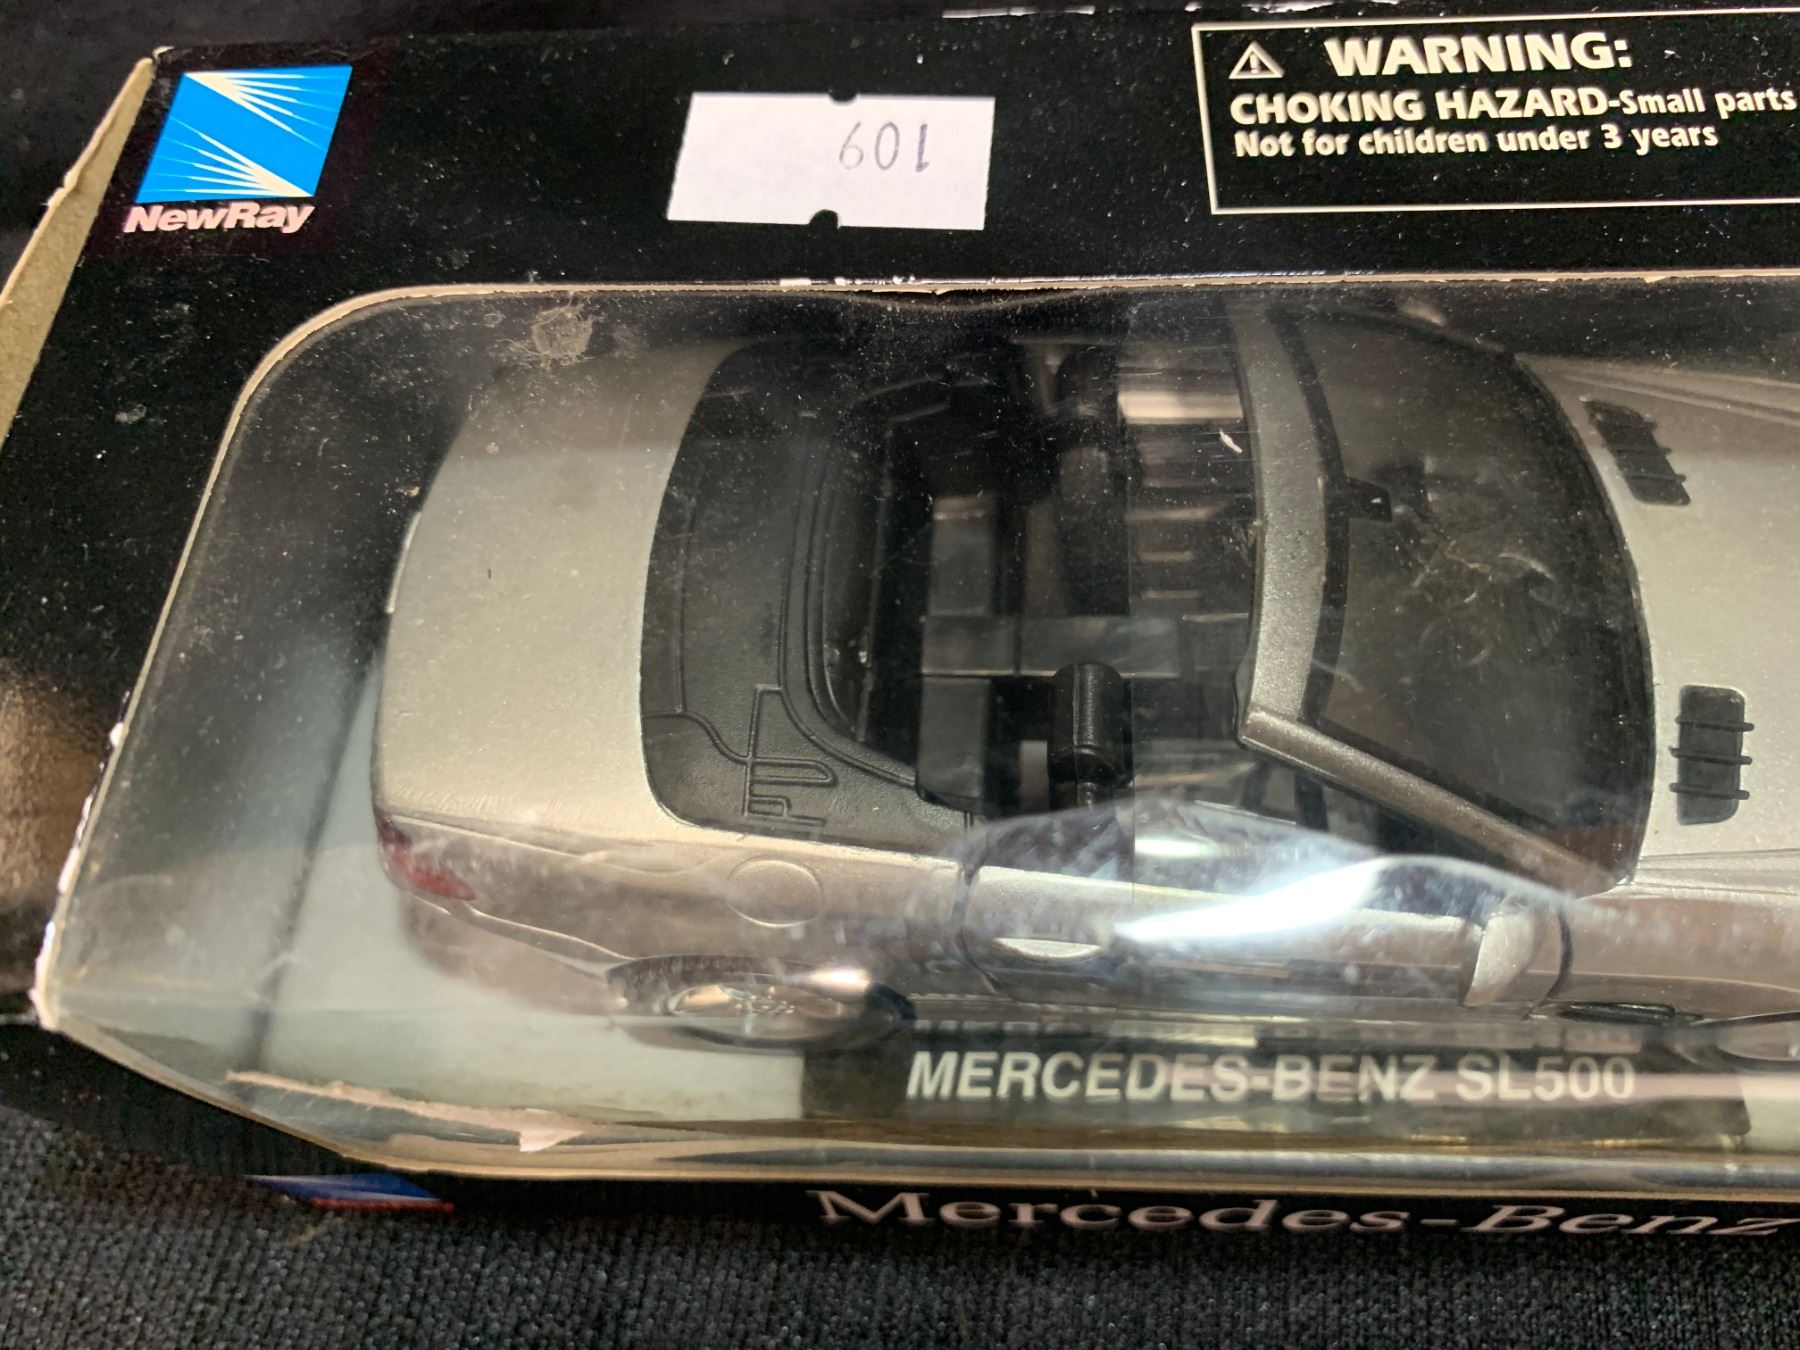 NewRay
601
WARNING:
CHOKING HAZARD-Small parts
Not for children under 3 years
MERCEDES-BENZ SL500
Mercedes-Benz